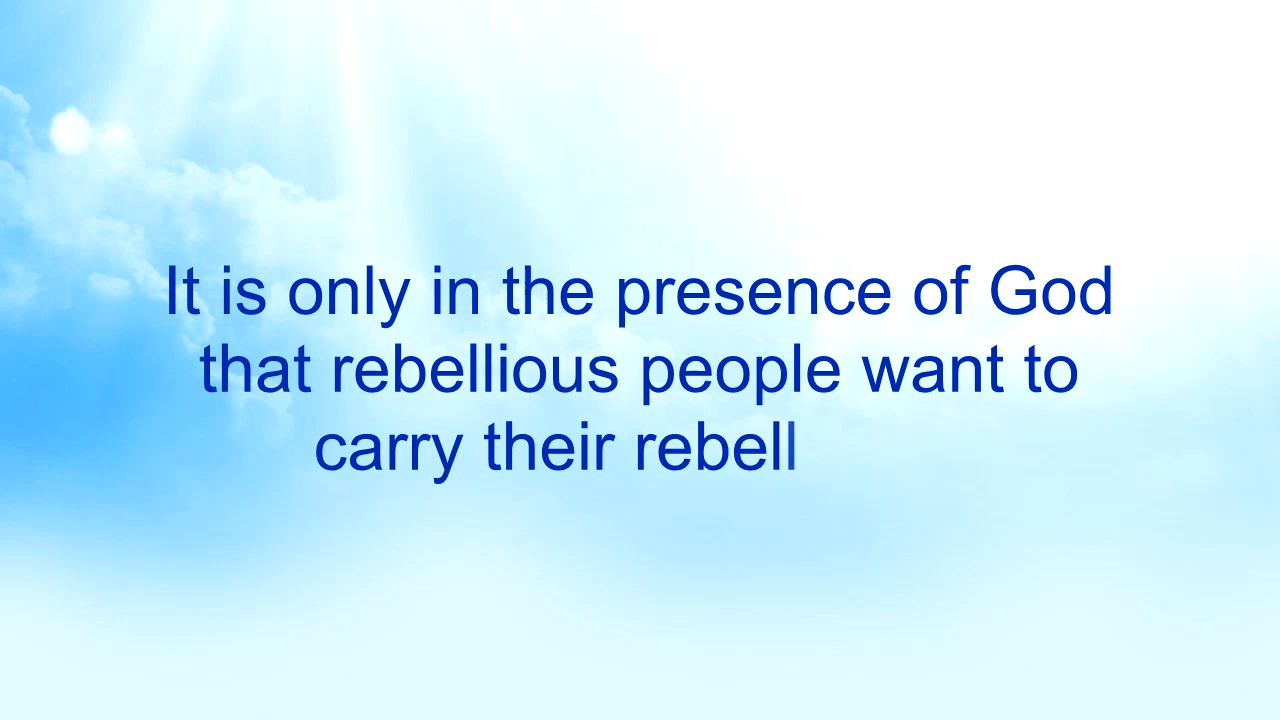 It is only in the presence of God
that rebellious people want to
carry their rebell